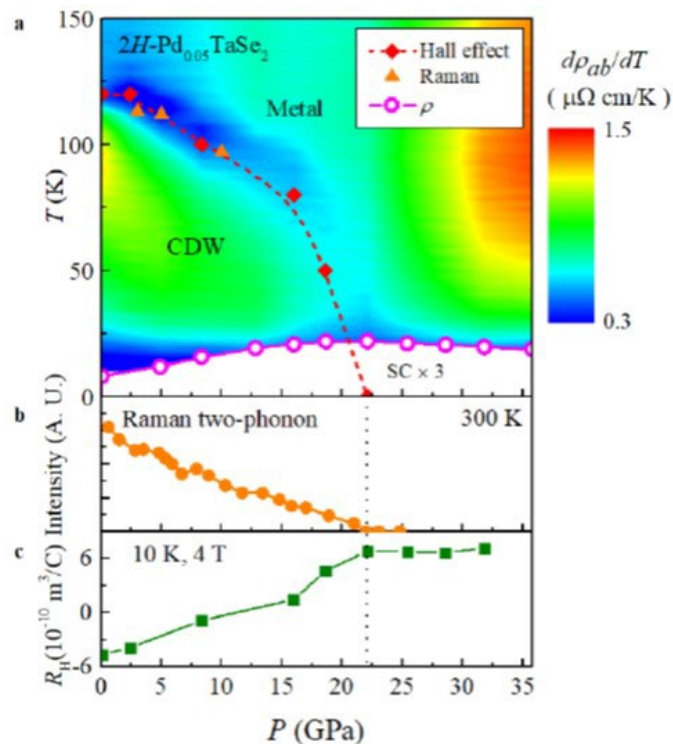 a
150
100
50
0
T (K)
2H-Pd0.05TaSe2
Hall effect
Raman
ρ
Metal
CDW
SC × 3
dρab/dT
( μΩ cm/K)
1.5
0.3
b
Intensity (A. U.)
Raman two-phonon
300 K
c
RH(10-10 m3/C)
6
0
-6
10 K, 4 T
0 5 10 15 20 25 30 35
P (GPa)